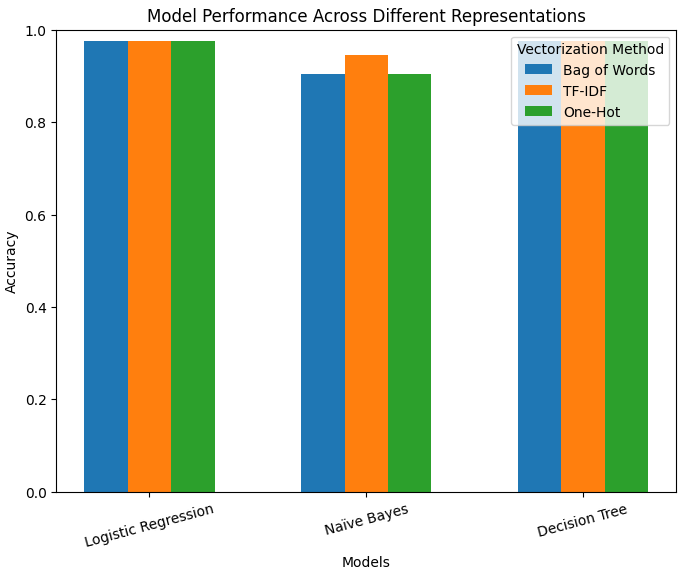 Model Performance Across Different Representations
1.0
0.8
0.6
0.4
0.2
0.0
Accuracy
Vectorization Method
Bag of Words
TF-IDF
One-Hot
Logistic Regression
Naïve Bayes
Decision Tree
Models